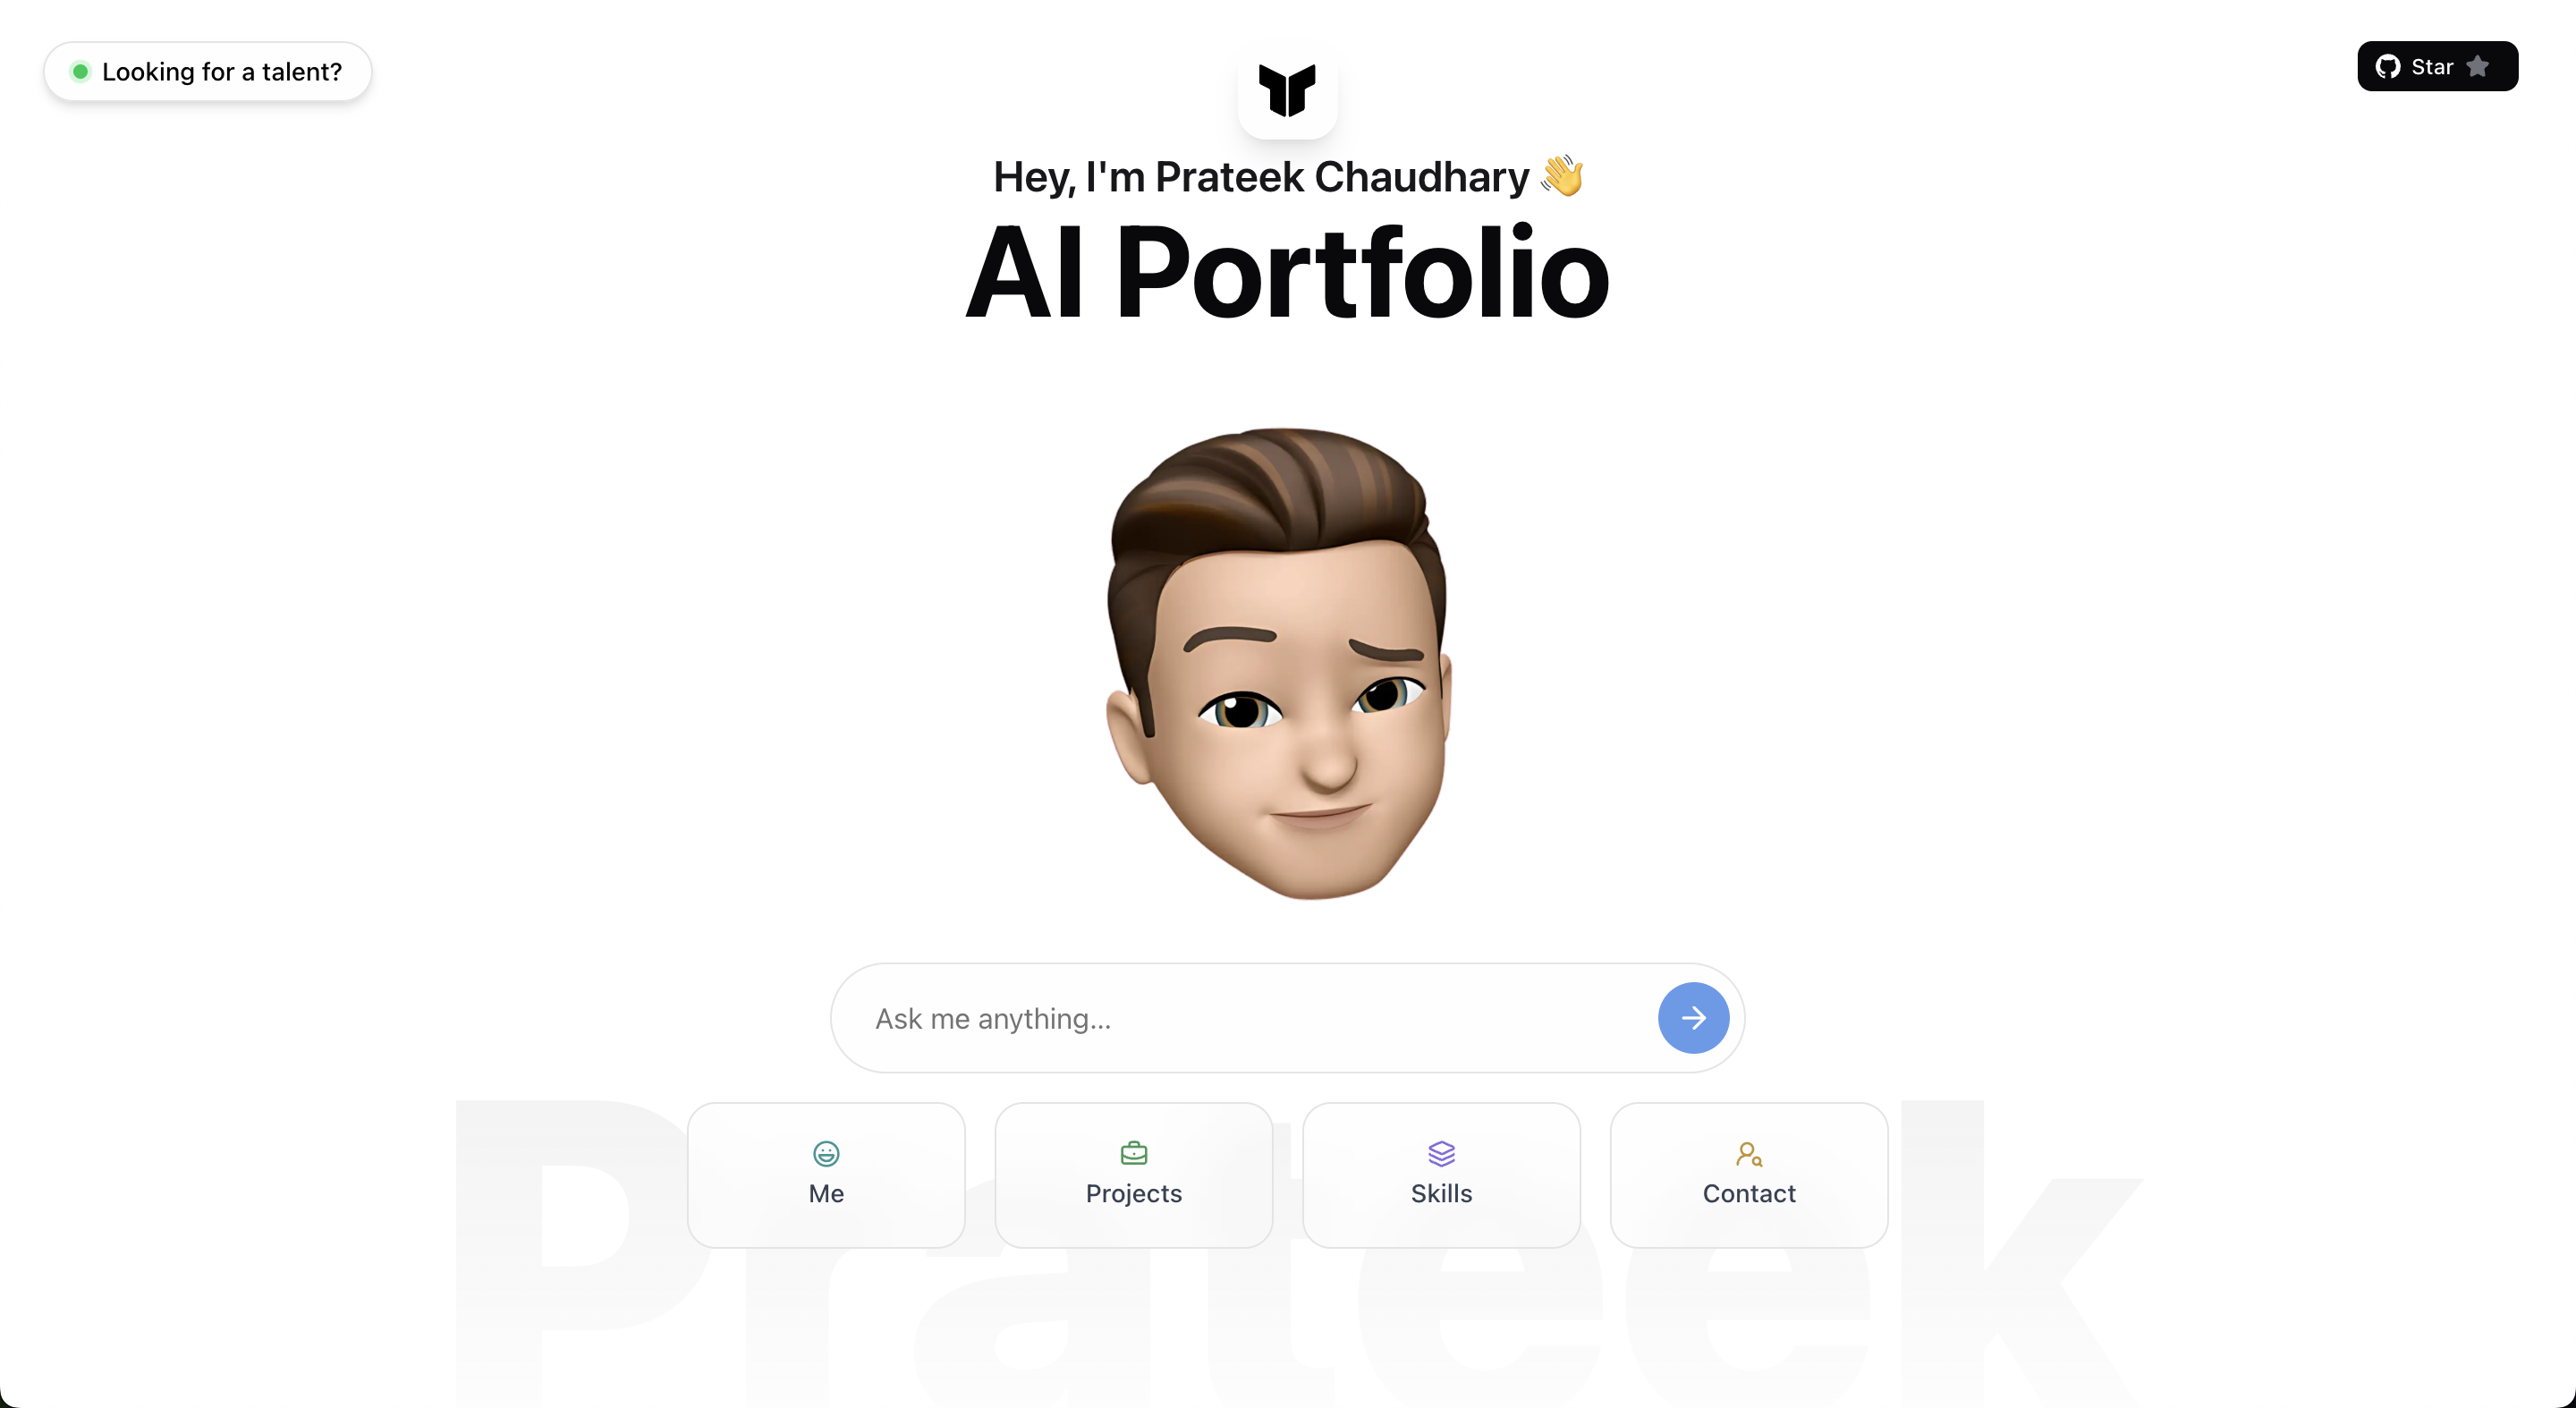 Looking for a talent?
Star
Hey, I'm Prateek Chaudhary 👋
AI Portfolio
Ask me anything...
Me
Projects
Skills
Contact
Prateek